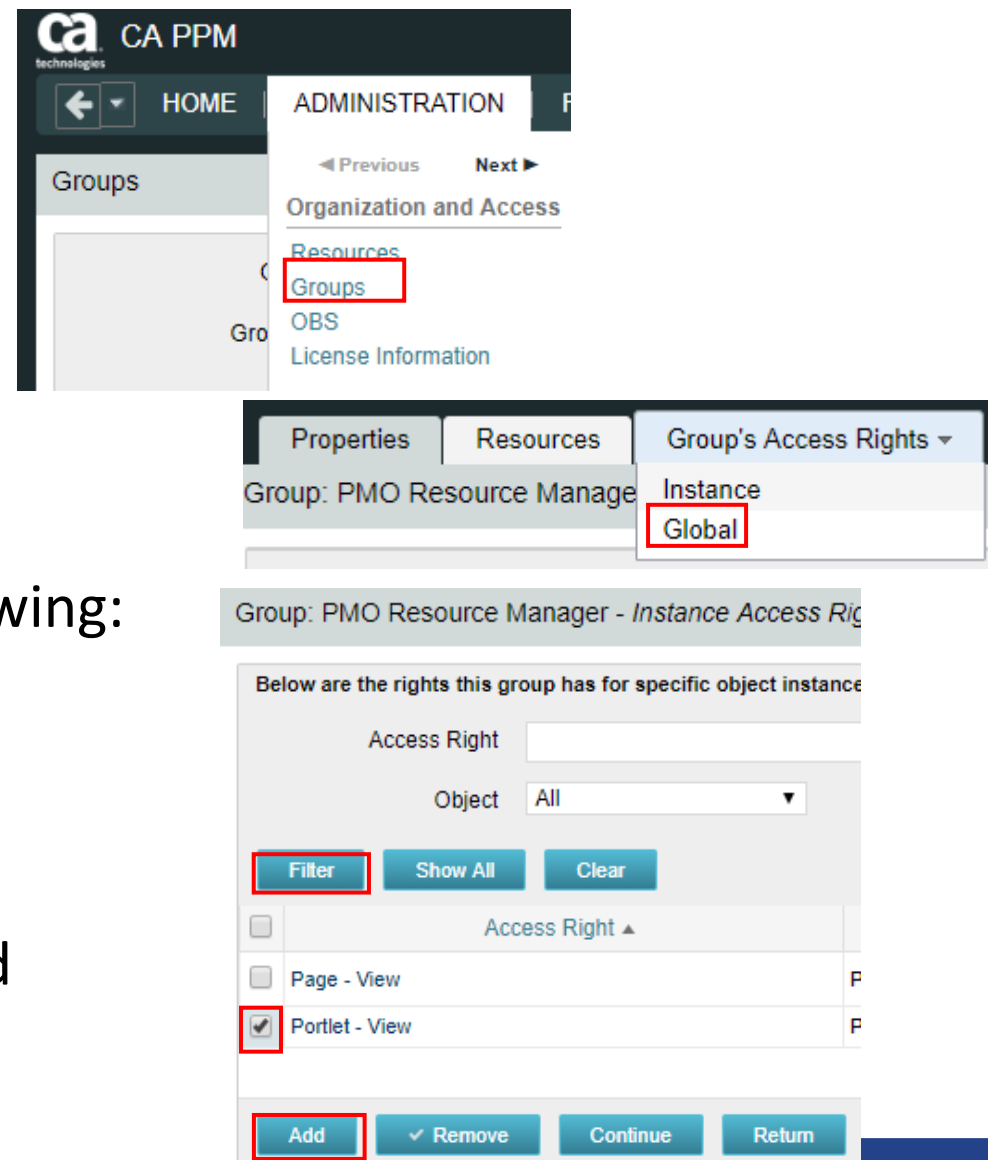 ca technologies CA PPM
HOME ADMINISTRATION
Groups
Previous Next
Organization and Access
Resources
Groups
OBS
License Information
Gro
Properties Resources Group's Access Rights
Group: PMO Resource Manage
Instance
Global
wing:
Group: PMO Resource Manager - Instance Access Rig
Below are the rights this group has for specific object instance
Access Right
Object All
Filter Show All Clear
Access Right
Page - View P
d
Portlet - View P
Add Remove Continue Return